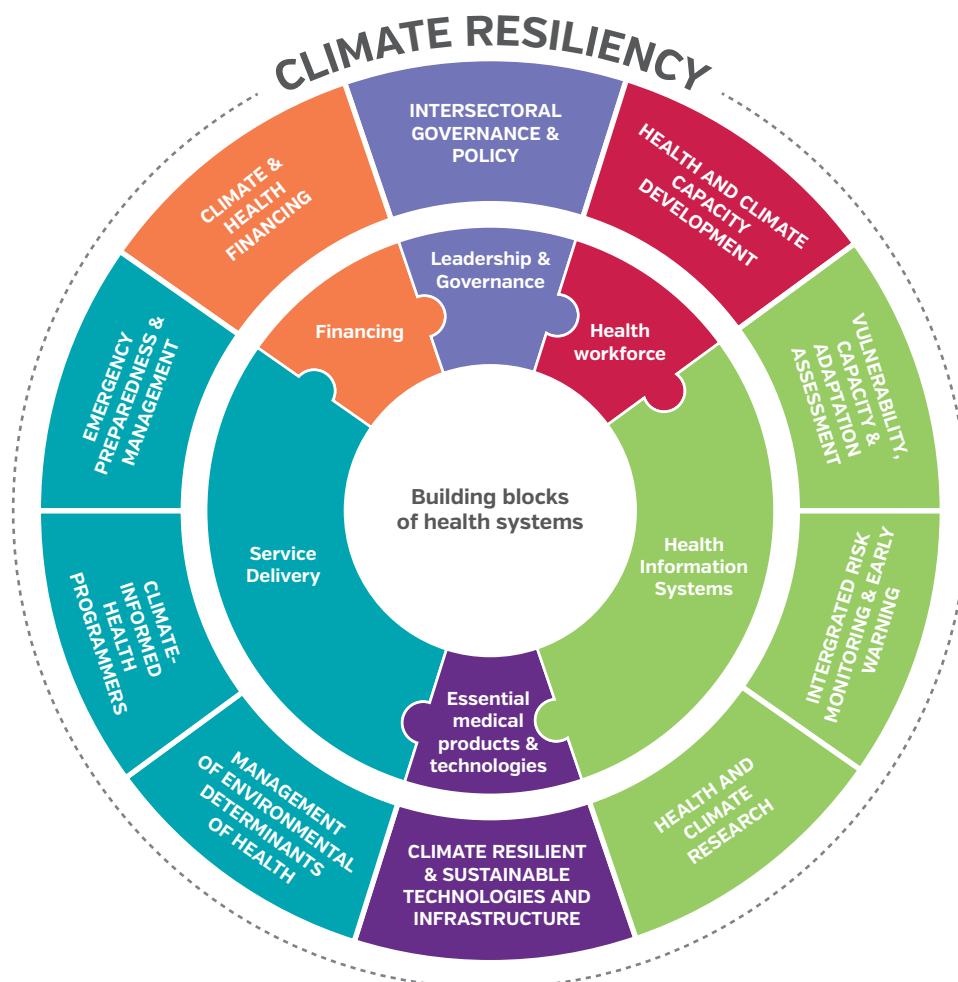 CLIMATE RESILIENCY
INTERSECTORAL
GOVERNANCE &
POLICY
HEALTH AND CLIMATE
CAPACITY
DEVELOPMENT
VULNERABILITY,
CAPACITY &
ADAPTATION
ASSESSMENT
INTERGRATED RISK
MONITORING & EARLY
WARNING
HEALTH AND
CLIMATE
RESEARCH
CLIMATE RESILIENT
& SUSTAINABLE
TECHNOLOGIES AND
INFRASTRUCTURE
MANAGEMENT
OF ENVIRONMENTAL
DETERMINANTS
OF HEALTH
CLIMATE-
INFORMED
HEALTH
PROGRAMMERS
EMERGENCY
PREPAREDNESS &
MANAGEMENT
CLIMATE &
HEALTH
FINANCING
Leadership &
Governance
Health
workforce
Health
Information
Systems
Essential
medical
products &
technologies
Service
Delivery
Financing
Building blocks
of health systems